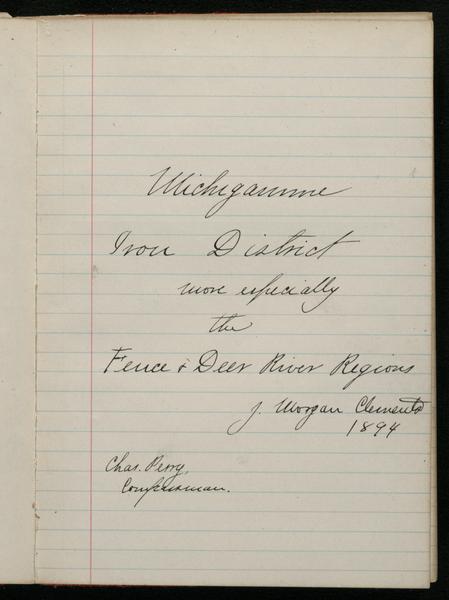 Michigamme
Iron District
more especially
the
Fence & Deer River Regions
J. Morgan Clements
1894
Chas. Perry,
Compassman.